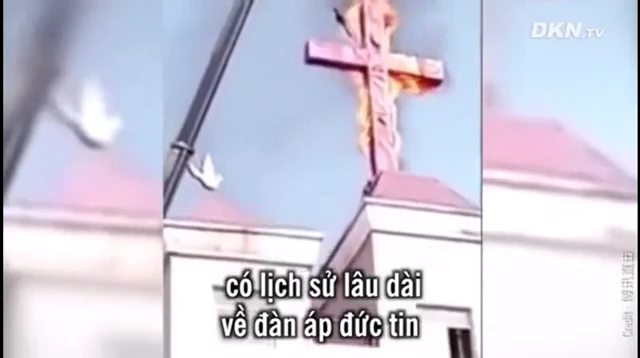 DKN.TV
có lịch sử lâu dài
về đàn áp đức tin